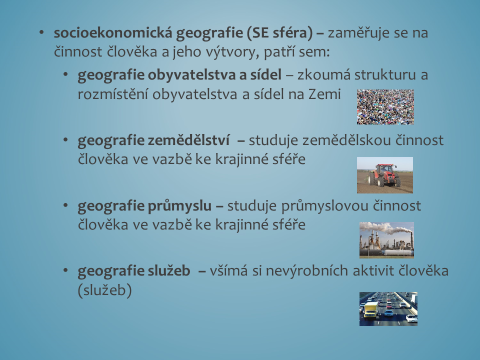 • socioekonomická geografie (SE sféra) – zaměřuje se na
činnost člověka a jeho výtvory, patří sem:
• geografie obyvatelstva a sídel – zkoumá strukturu a
rozmístění obyvatelstva a sídel na Zemi
• geografie zemědělství – studuje zemědělskou činnost
člověka ve vazbě ke krajinné sféře
• geografie průmyslu – studuje průmyslovou činnost
člověka ve vazbě ke krajinné sféře
• geografie služeb – všímá si nevýrobních aktivit člověka
(služeb)